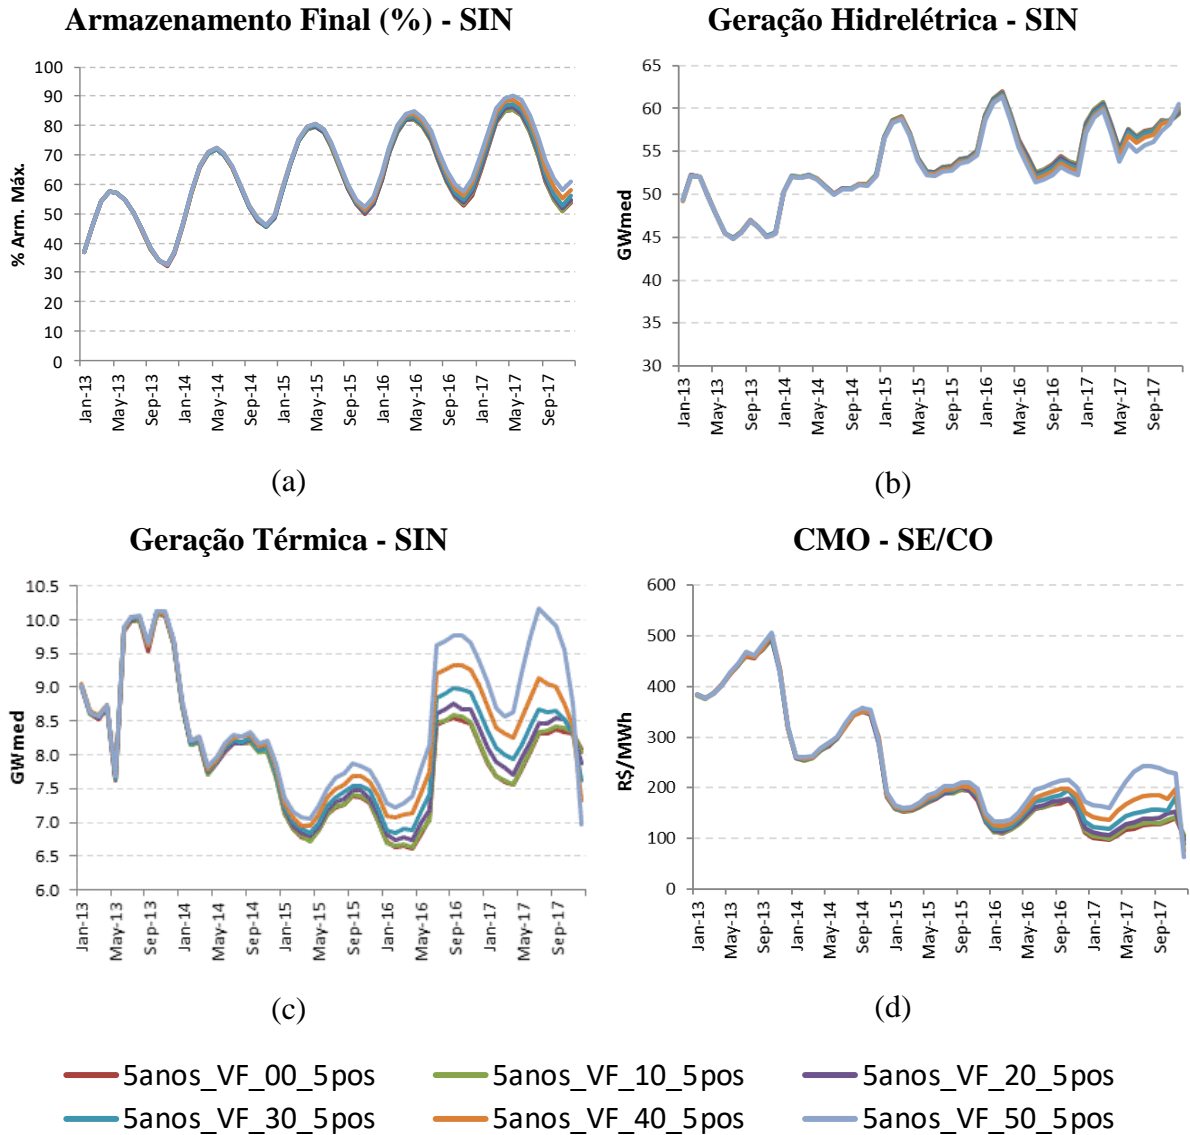 Armazenamento Final (%) - SIN
100
90
80
70
60
50
40
30
20
10
0
% Arm. Máx.
Jan-13
May-13
Sep-13
Jan-14
May-14
Sep-14
Jan-15
May-15
Sep-15
Jan-16
May-16
Sep-16
Jan-17
May-17
Sep-17
(a)
Geração Hidrelétrica - SIN
65
60
55
50
45
40
35
30
GWmed
Jan-13
May-13
Sep-13
Jan-14
May-14
Sep-14
Jan-15
May-15
Sep-15
Jan-16
May-16
Sep-16
Jan-17
May-17
Sep-17
(b)
Geração Térmica - SIN
10.5
10.0
9.5
9.0
8.5
8.0
7.5
7.0
6.5
6.0
GWmed
Jan-13
May-13
Sep-13
Jan-14
May-14
Sep-14
Jan-15
May-15
Sep-15
Jan-16
May-16
Sep-16
Jan-17
May-17
Sep-17
(c)
CMO - SE/CO
600
500
400
300
200
100
0
R$/MWh
Jan-13
May-13
Sep-13
Jan-14
May-14
Sep-14
Jan-15
May-15
Sep-15
Jan-16
May-16
Sep-16
Jan-17
May-17
Sep-17
(d)
5anos_VF_00_5pos
5anos_VF_10_5pos
5anos_VF_20_5pos
5anos_VF_30_5pos
5anos_VF_40_5pos
5anos_VF_50_5pos